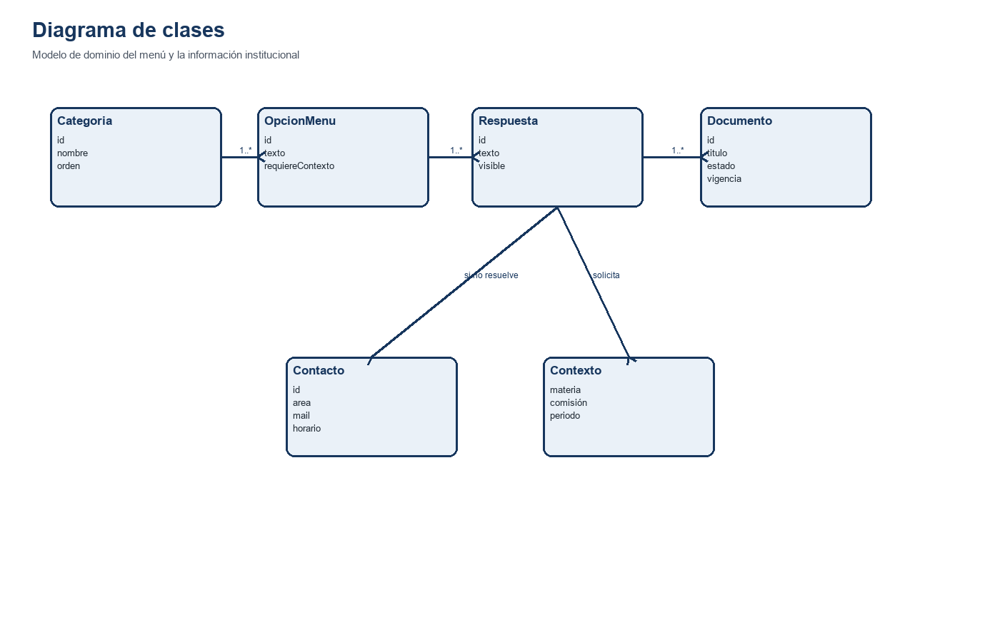 Diagrama de clases
Modelo de dominio del menú y la información institucional
Categoria
id
nombre
orden
1..*
OpcionMenu
id
texto
requiereContexto
1..*
Respuesta
id
texto
visible
1..*
Documento
id
titulo
estado
vigencia
si no resuelve
solicita
Contacto
id
area
mail
horario
Contexto
materia
comisión
periodo